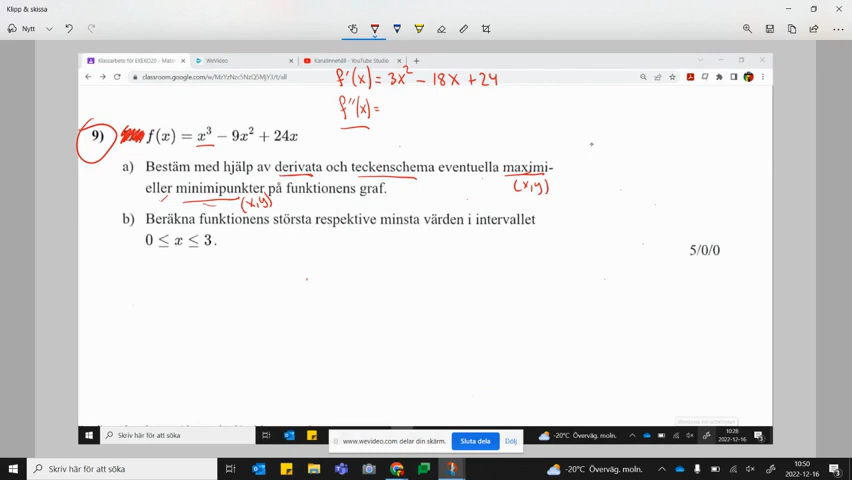 Klipp & skissa
Nytt
Klassarbete för EAEKO20 - Mate
WeVideo
Kanalinnehåll - YouTube Studio
classroom.google.com/w/MzYzNzc5NzQ5MjY3/t/all
f'(x) = 3x² - 18x + 24
f''(x) =
9) f(x) = x³ − 9x² + 24x
a) Bestäm med hjälp av derivata och teckenschema eventuella maximi-
(x,y)
eller minimipunkter på funktionens graf.
(x,y)
b) Beräkna funktionens största respektive minsta värden i intervallet
0 ≤ x ≤ 3.
5/0/0
Skriv här för att söka
www.wevideo.com delar din skärm. Sluta dela Dölj
-20°C Överväg. moln.
10:28
2022-12-16
Skriv här för att söka
-20°C Överväg. moln.
10:50
2022-12-16